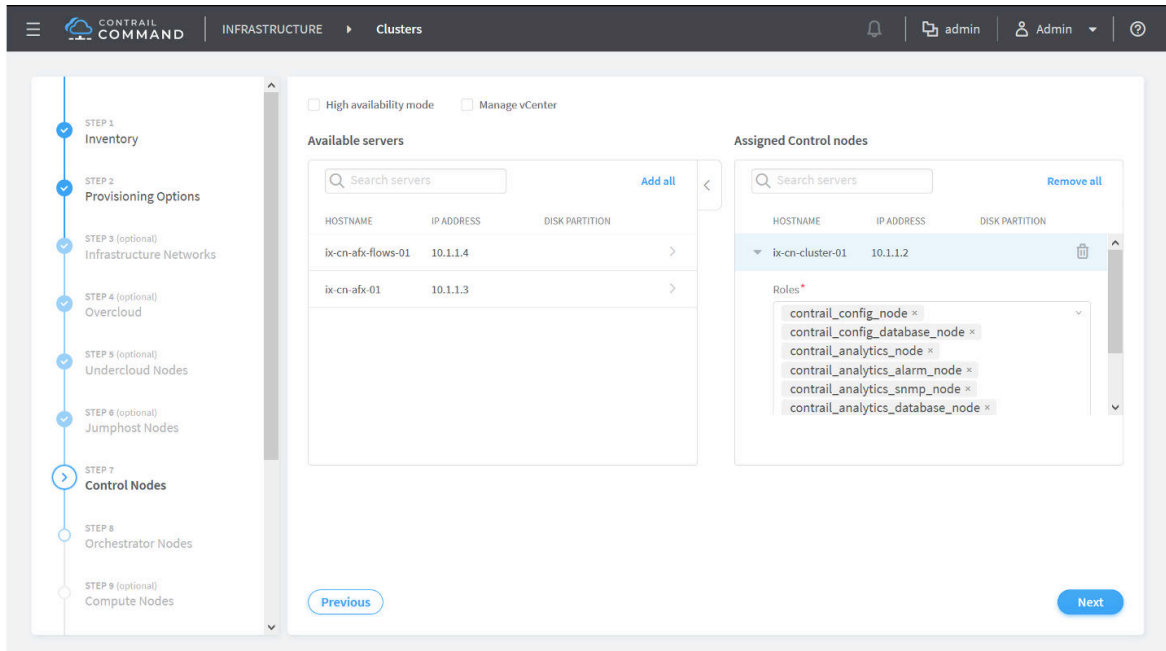 CONTRAIL
COMMAND
INFRASTRUCTURE
Clusters
admin
Admin
STEP 1
Inventory
STEP 2
Provisioning Options
STEP 3 (optional)
Infrastructure Networks
STEP 4 (optional)
Overcloud
STEP 5 (optional)
Undercloud Nodes
STEP 6 (optional)
Jumphost Nodes
STEP 7
Control Nodes
STEP 8
Orchestrator Nodes
STEP 9 (optional)
Compute Nodes
High availability mode
Manage vCenter
Available servers
Search servers
Add all
HOSTNAME IP ADDRESS DISK PARTITION
ix-cn-afx-flows-01 10.1.1.4
ix-cn-afx-01 10.1.1.3
Assigned Control nodes
Search servers
Remove all
HOSTNAME IP ADDRESS DISK PARTITION
ix-cn-cluster-01 10.1.1.2
Roles*
contrail_config_node ×
contrail_config_database_node ×
contrail_analytics_node ×
contrail_analytics_alarm_node ×
contrail_analytics_snmp_node ×
contrail_analytics_database_node ×
Previous
Next